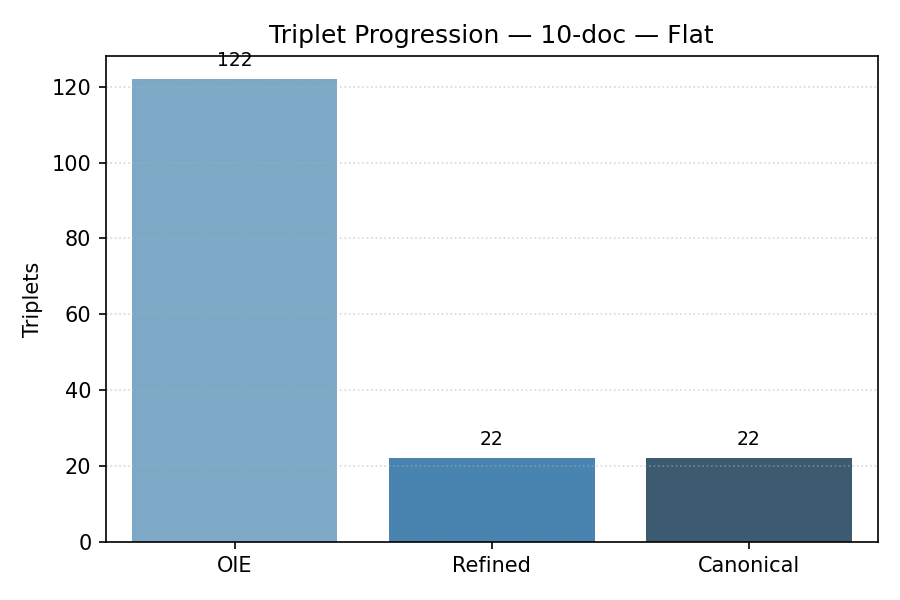 Triplet Progression — 10-doc — Flat
122
120
100
80
60
40
20
0
Triplets
22
22
OIE
Refined
Canonical